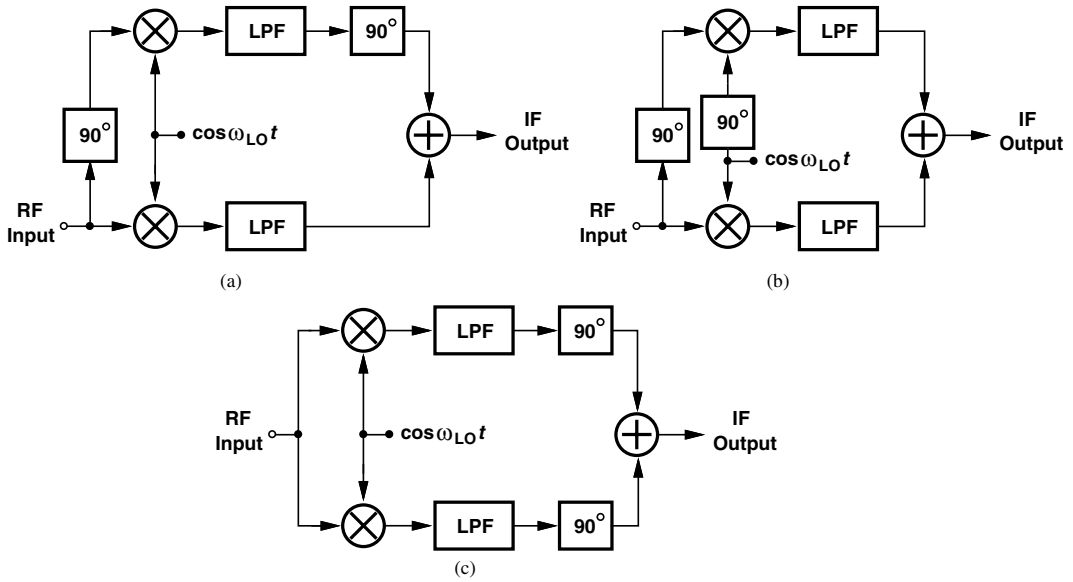 LPF
90°
90°
cos ω_LO t
IF
Output
RF
Input
LPF
(a)
LPF
90°
90°
cos ω_LO t
IF
Output
RF
Input
LPF
(b)
LPF
90°
RF
Input
cos ω_LO t
IF
Output
LPF
90°
(c)